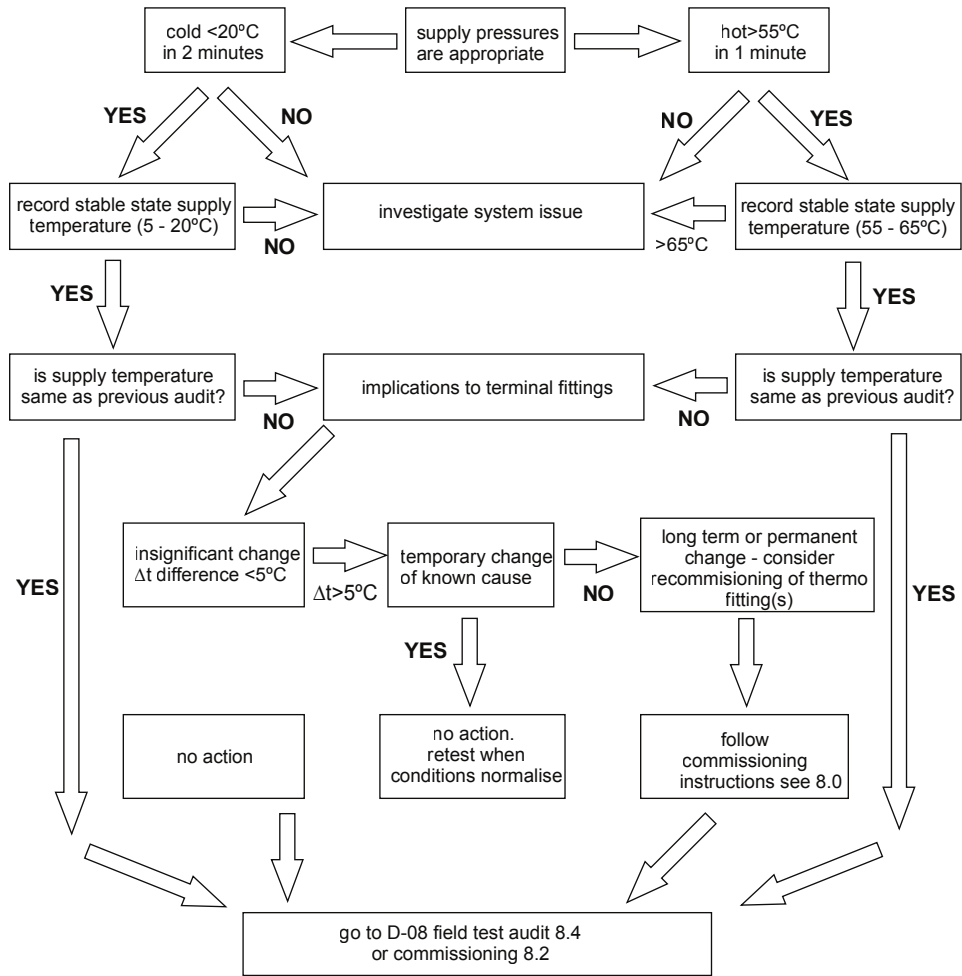 cold <20ºC
in 2 minutes
supply pressures
are appropriate
hot>55ºC
in 1 minute
YES
NO
NO
YES
record stable state supply
temperature (5 - 20ºC)
NO
investigate system issue
>65ºC
record stable state supply
temperature (55 - 65ºC)
YES
YES
is supply temperature
same as previous audit?
NO
implications to terminal fittings
NO
is supply temperature
same as previous audit?
YES
insignificant change
Δt difference <5ºC
Δt>5ºC
temporary change
of known cause
NO
long term or permanent
change - consider
recommisioning of thermo
fitting(s)
YES
YES
no action
no action.
retest when
conditions normalise
follow
commissioning
instructions see 8.0
go to D-08 field test audit 8.4
or commissioning 8.2